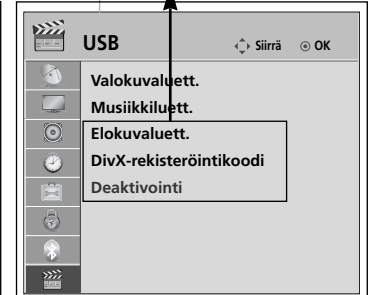 USB
Siirrä OK
Valokuvaluett.
Musiikkiluett.
Elokuvaluett.
DivX-rekisteröintikoodi
Deaktivointi